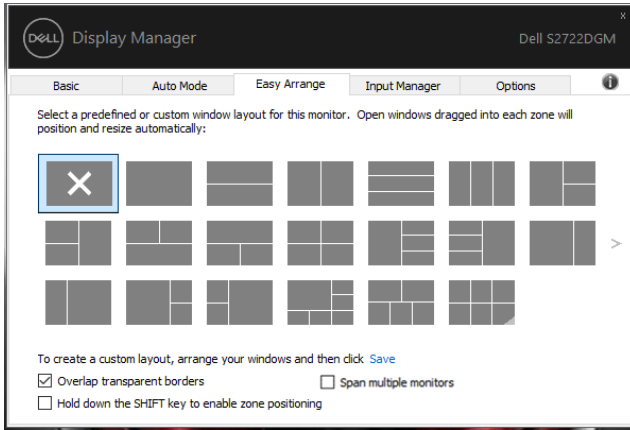 x
DELL Display Manager Dell S2722DGM
Basic Auto Mode Easy Arrange Input Manager Options i
Select a predefined or custom window layout for this monitor. Open windows dragged into each zone will
position and resize automatically:
>
To create a custom layout, arrange your windows and then click Save
Overlap transparent borders Span multiple monitors
Hold down the SHIFT key to enable zone positioning